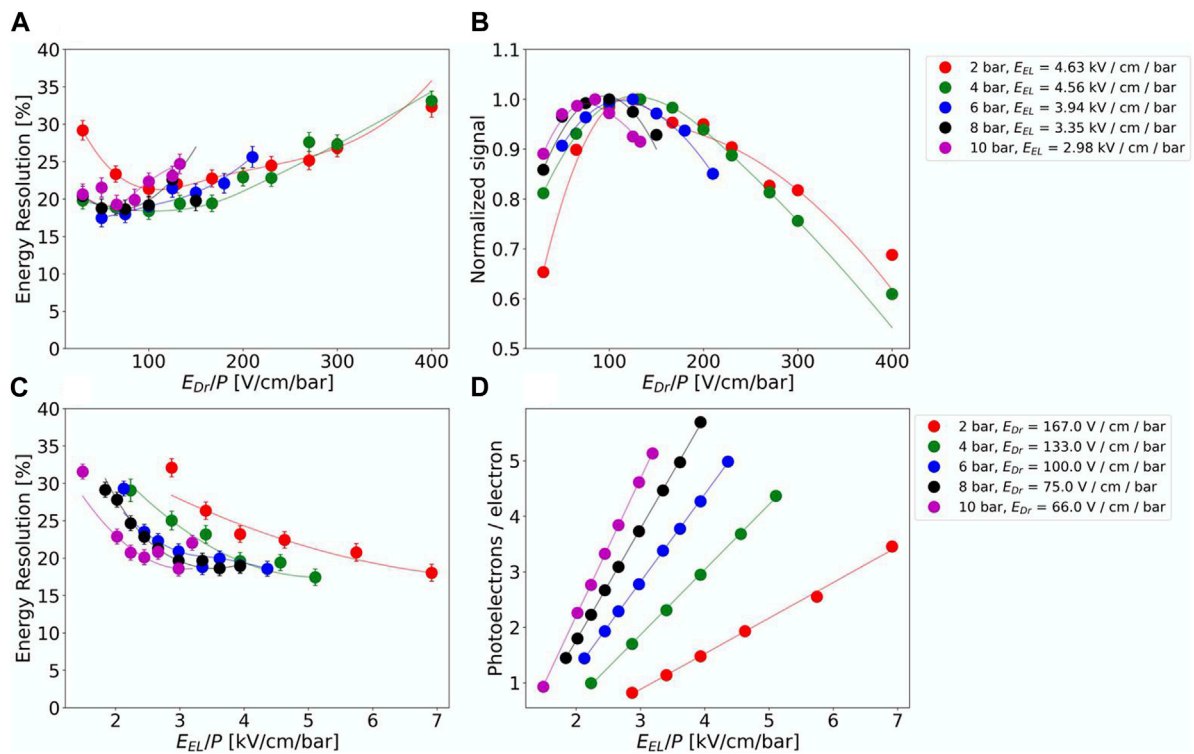 A
B
40
35
30
25
20
15
10
5
0
Energy Resolution [%]
100
200
300
400
E_Dr/P [V/cm/bar]
1.1
1.0
0.9
0.8
0.7
0.6
0.5
Normalized signal
100
200
300
400
E_Dr/P [V/cm/bar]
2 bar, E_EL = 4.63 kV / cm / bar
4 bar, E_EL = 4.56 kV / cm / bar
6 bar, E_EL = 3.94 kV / cm / bar
8 bar, E_EL = 3.35 kV / cm / bar
10 bar, E_EL = 2.98 kV / cm / bar
C
D
40
35
30
25
20
15
10
5
0
Energy Resolution [%]
2
3
4
5
6
7
E_EL/P [kV/cm/bar]
5
4
3
2
1
Photoelectrons / electron
2
3
4
5
6
7
E_EL/P [kV/cm/bar]
2 bar, E_Dr = 167.0 V / cm / bar
4 bar, E_Dr = 133.0 V / cm / bar
6 bar, E_Dr = 100.0 V / cm / bar
8 bar, E_Dr = 75.0 V / cm / bar
10 bar, E_Dr = 66.0 V / cm / bar